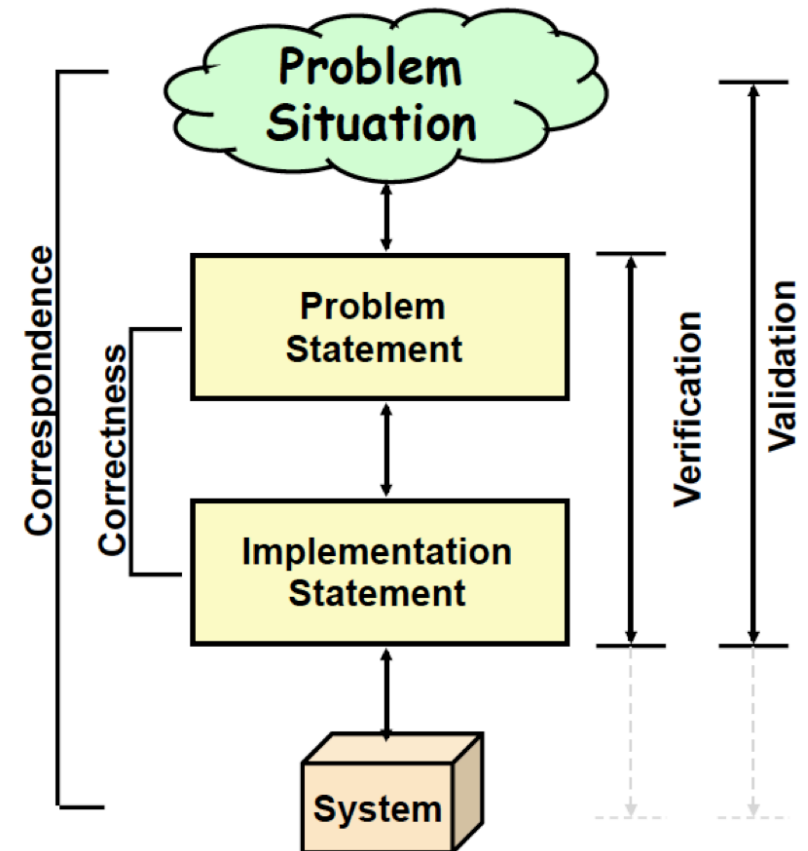 Problem
Situation
Problem
Statement
Implementation
Statement
System
Correspondence
Correctness
Verification
Validation